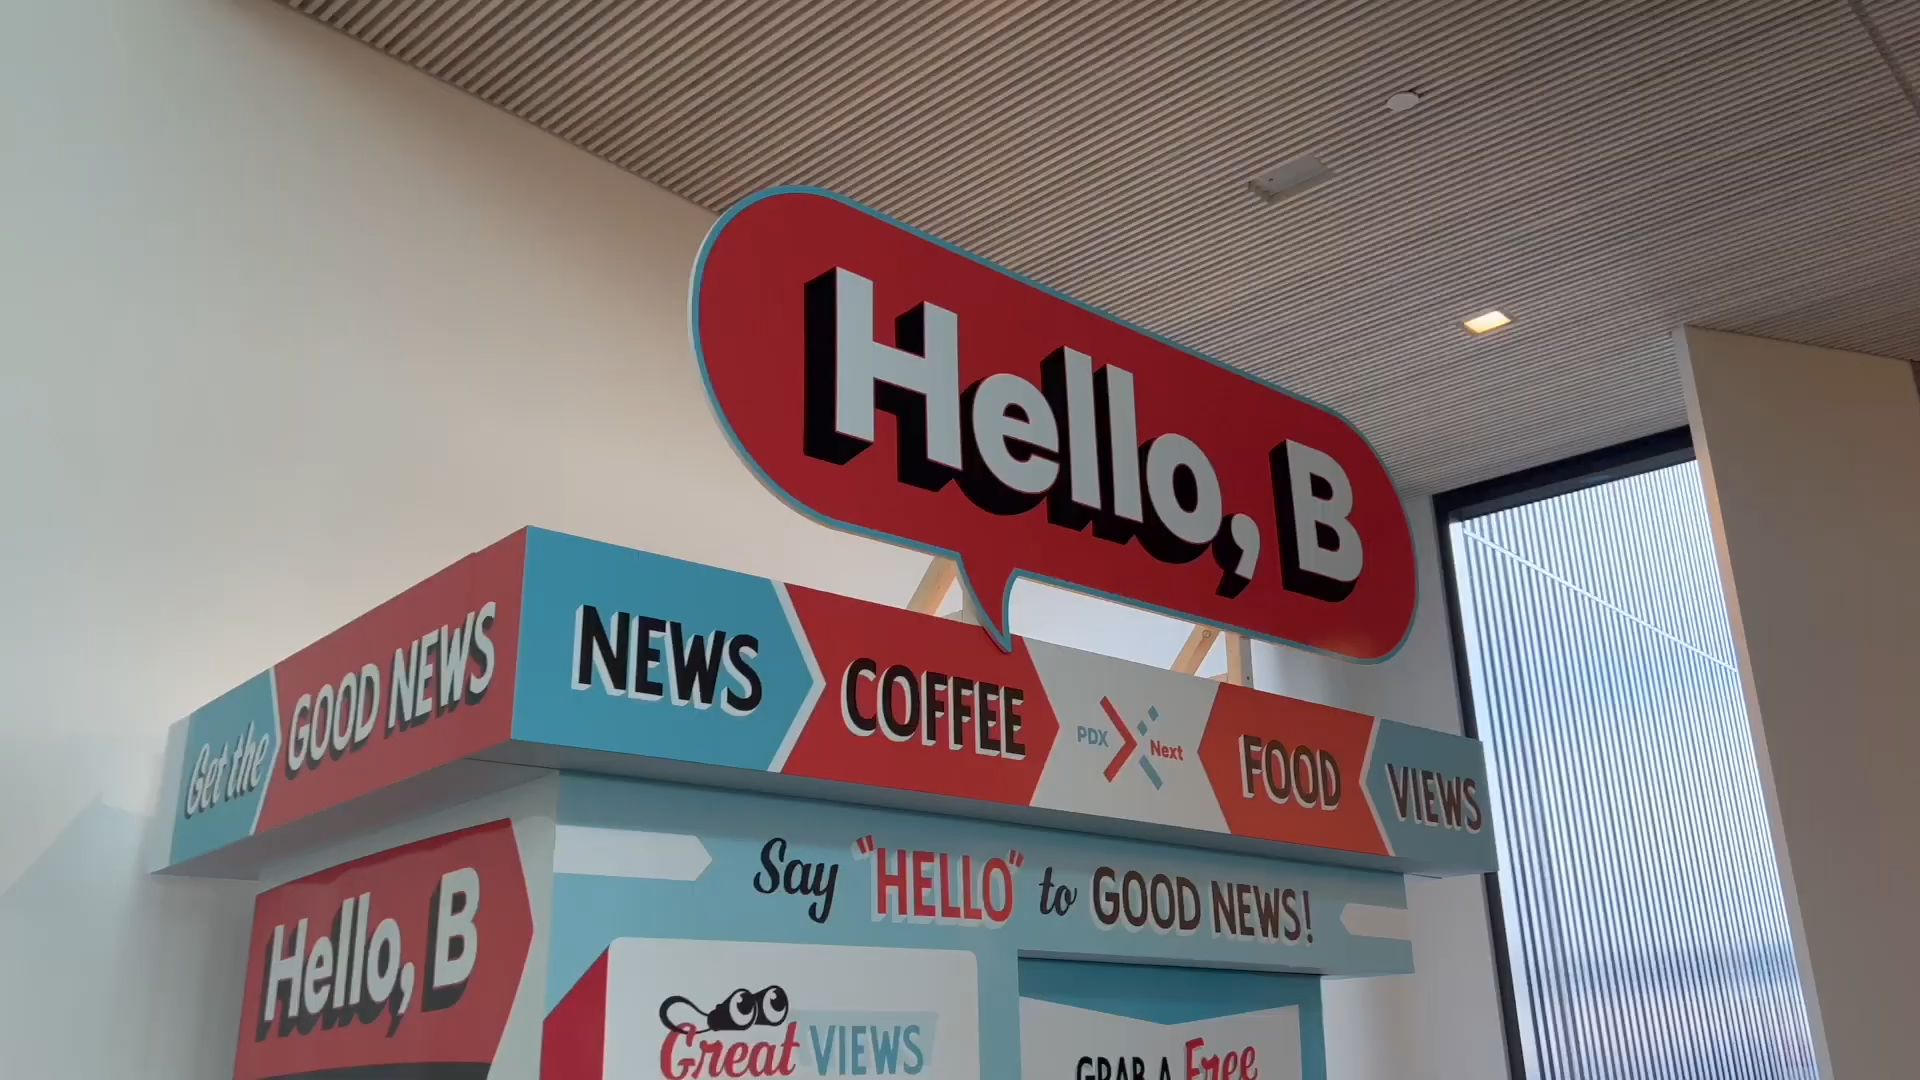 Hello, B
Get the GOOD NEWS
NEWS COFFEE PDX Next FOOD VIEWS
Say "HELLO" to GOOD NEWS!
Hello, B
Great VIEWS
GRAB A Free